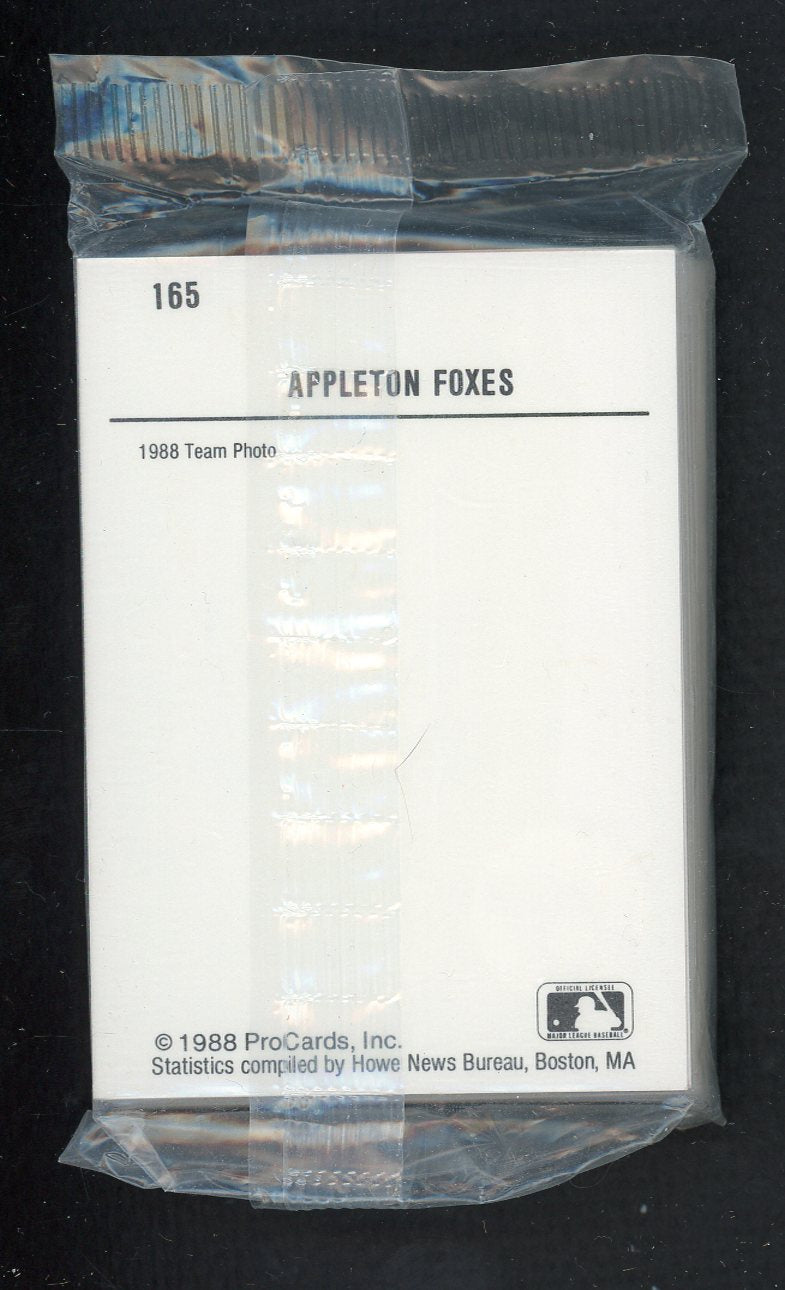 165
APPLETON FOXES
1988 Team Photo
OFFICIAL LICENSEE
MAJOR LEAGUE BASEBALL®
© 1988 ProCards, Inc.
Statistics compiled by Howe News Bureau, Boston, MA